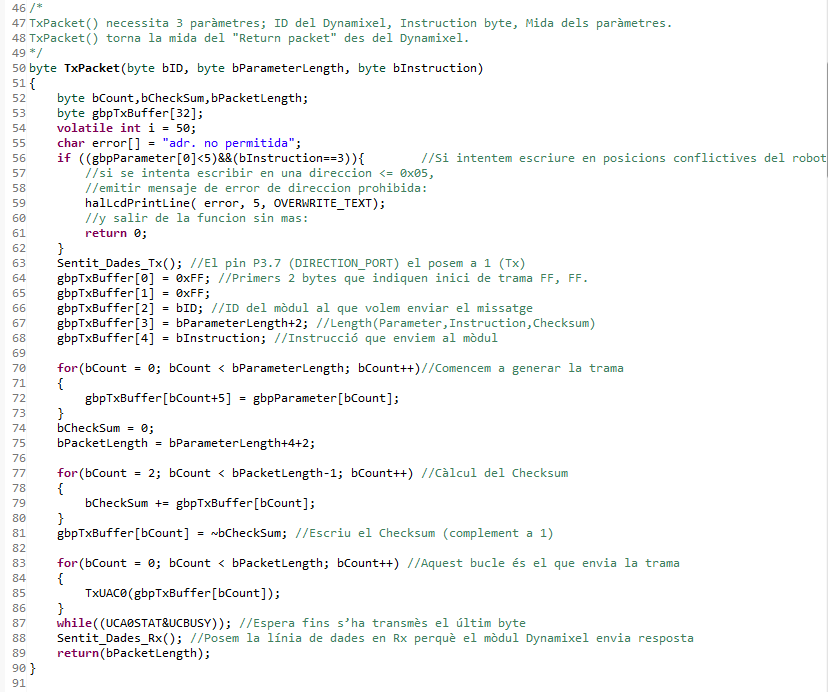 46 /*
47 TxPacket() necessita 3 paràmetres; ID del Dynamixel, Instruction byte, Mida dels paràmetres.
48 TxPacket() torna la mida del "Return packet" des del Dynamixel.
49 */
50 byte TxPacket(byte bID, byte bParameterLength, byte bInstruction)
51 {
52     byte bCount,bCheckSum,bPacketLength;
53     byte gbpTxBuffer[32];
54     volatile int i = 50;
55     char error[] = "adr. no permitida";
56     if ((gbpParameter[0]<5)&&(bInstruction==3)){        //Si intentem escriure en posicions conflictives del robot
57         //si se intenta escribir en una direccion <= 0x05,
58         //emitir mensaje de error de direccion prohibida:
59         halLcdPrintLine( error, 5, OVERWRITE_TEXT);
60         //y salir de la funcion sin mas:
61         return 0;
62     }
63     Sentit_Dades_Tx(); //El pin P3.7 (DIRECTION_PORT) el posem a 1 (Tx)
64     gbpTxBuffer[0] = 0xFF; //Primers 2 bytes que indiquen inici de trama FF, FF.
65     gbpTxBuffer[1] = 0xFF;
66     gbpTxBuffer[2] = bID; //ID del mòdul al que volem enviar el missatge
67     gbpTxBuffer[3] = bParameterLength+2; //Length(Parameter,Instruction,Checksum)
68     gbpTxBuffer[4] = bInstruction; //Instrucció que enviem al mòdul
69
70     for(bCount = 0; bCount < bParameterLength; bCount++)//Comencem a generar la trama
71     {
72         gbpTxBuffer[bCount+5] = gbpParameter[bCount];
73     }
74     bCheckSum = 0;
75     bPacketLength = bParameterLength+4+2;
76
77     for(bCount = 2; bCount < bPacketLength-1; bCount++) //Càlcul del Checksum
78     {
79         bCheckSum += gbpTxBuffer[bCount];
80     }
81     gbpTxBuffer[bCount] = ~bCheckSum; //Escriu el Checksum (complement a 1)
82
83     for(bCount = 0; bCount < bPacketLength; bCount++) //Aquest bucle és el que envia la trama
84     {
85         TxUAC0(gbpTxBuffer[bCount]);
86     }
87     while((UCA0STAT&UCBUSY)); //Espera fins s’ha transmès el últim byte
88     Sentit_Dades_Rx(); //Posem la línia de dades en Rx perquè el mòdul Dynamixel envia resposta
89     return(bPacketLength);
90 }
91